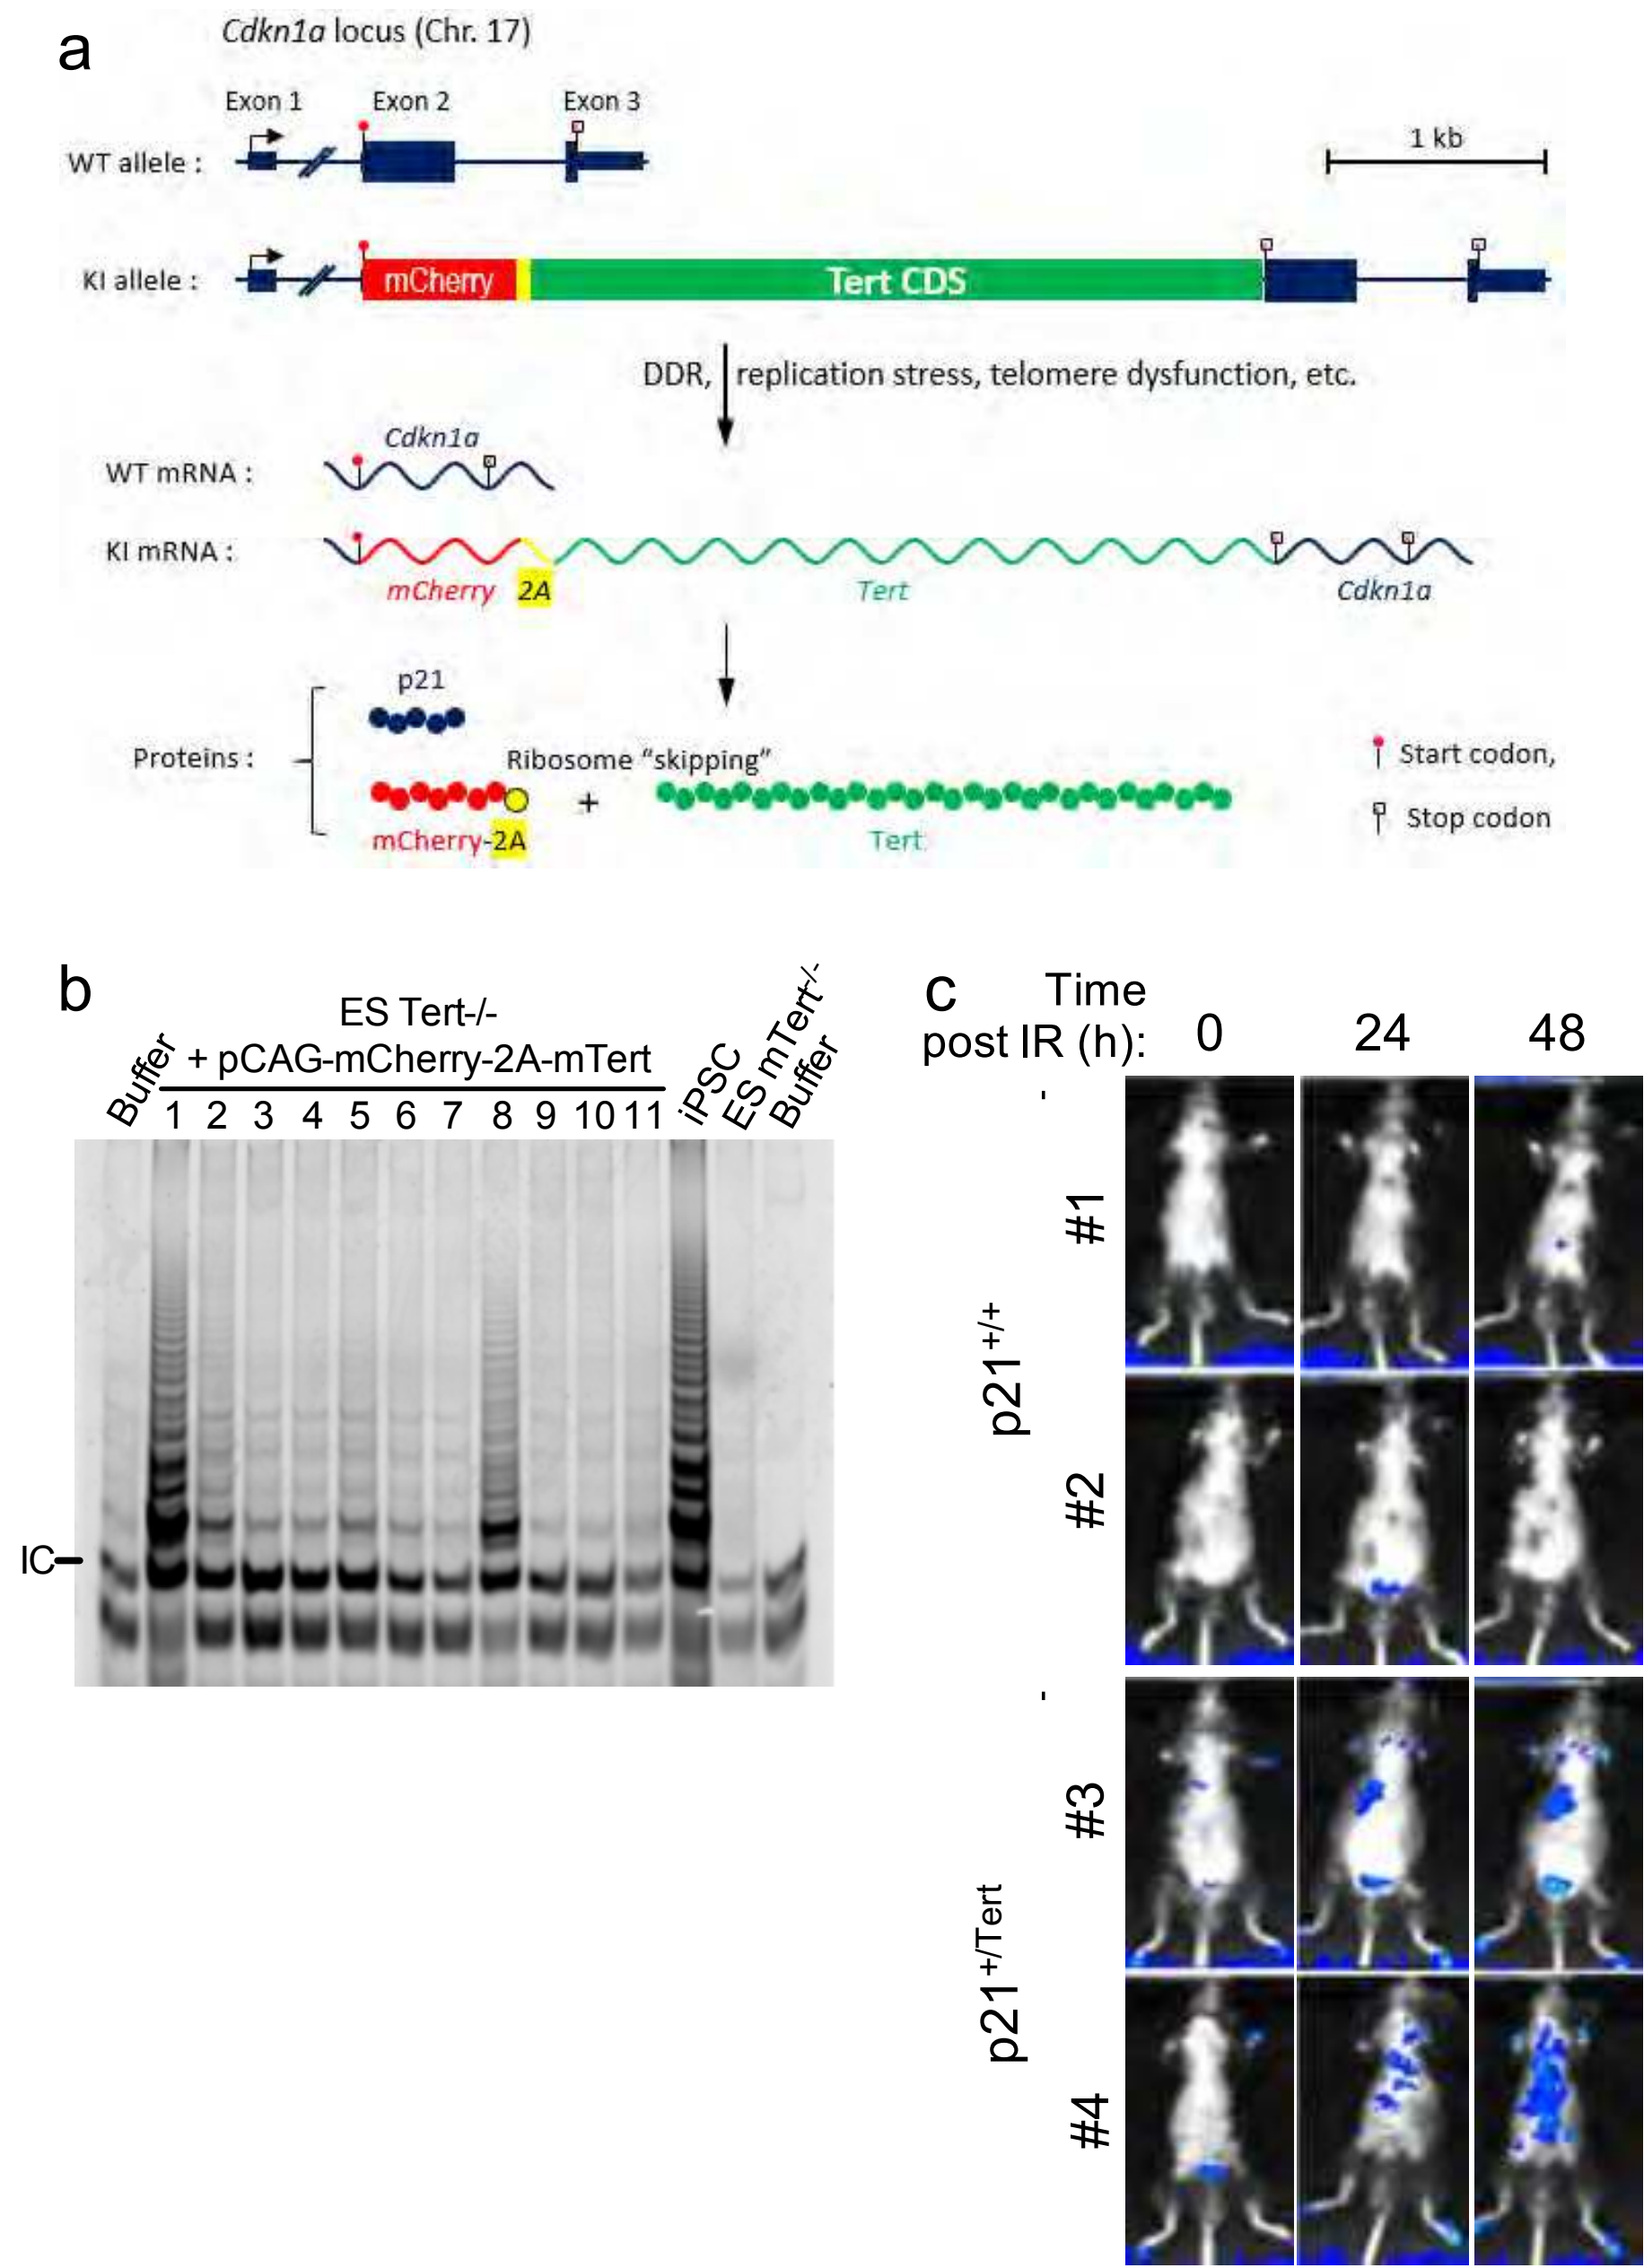 a
Cdkn1a locus (Chr. 17)
Exon 1 Exon 2 Exon 3
WT allele :
1 kb
KI allele :
mCherry
Tert CDS
DDR, replication stress, telomere dysfunction, etc.
Cdkn1a
WT mRNA :
KI mRNA :
mCherry 2A Tert Cdkn1a
p21
Proteins :
Ribosome “skipping”
+
mCherry-2A Tert
Start codon,
Stop codon
b
ES Tert-/-
+ pCAG-mCherry-2A-mTert
Buffer
1 2 3 4 5 6 7 8 9 10 11
iPSC
ES mTert-/-
Buffer
IC
c
Time
post IR (h): 0 24 48
p21+/+
#1
#2
p21+/Tert
#3
#4